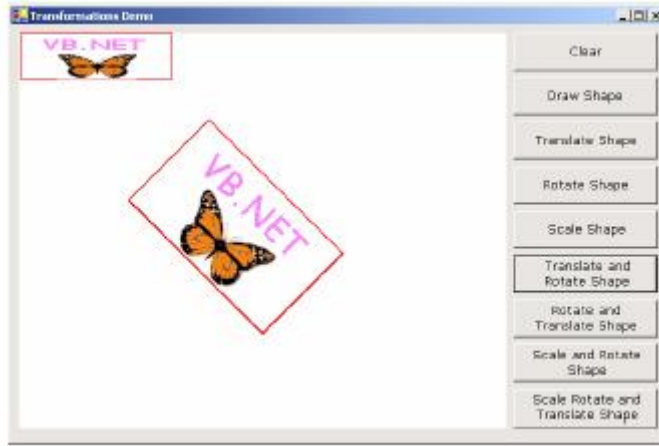 Transformations Demo
VB.NET
VB.NET
Clear
Draw Shape
Translate Shape
Rotate Shape
Scale Shape
Translate and
Rotate Shape
Rotate and
Translate Shape
Scale and Rotate
Shape
Scale Rotate and
Translate Shape